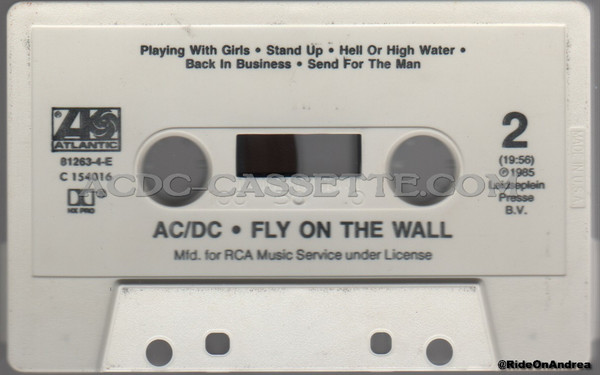 Playing With Girls • Stand Up • Hell Or High Water •
Back In Business • Send For The Man
ATLANTIC
81263-4-E
C 154016
HX PRO
2
(19:56)
℗1985
Leidseplein
Presse
B.V.
MADE IN U.S.A.
ACDC-CASSETTE.COM
AC/DC • FLY ON THE WALL
Mfd. for RCA Music Service under License
@RideOnAndrea